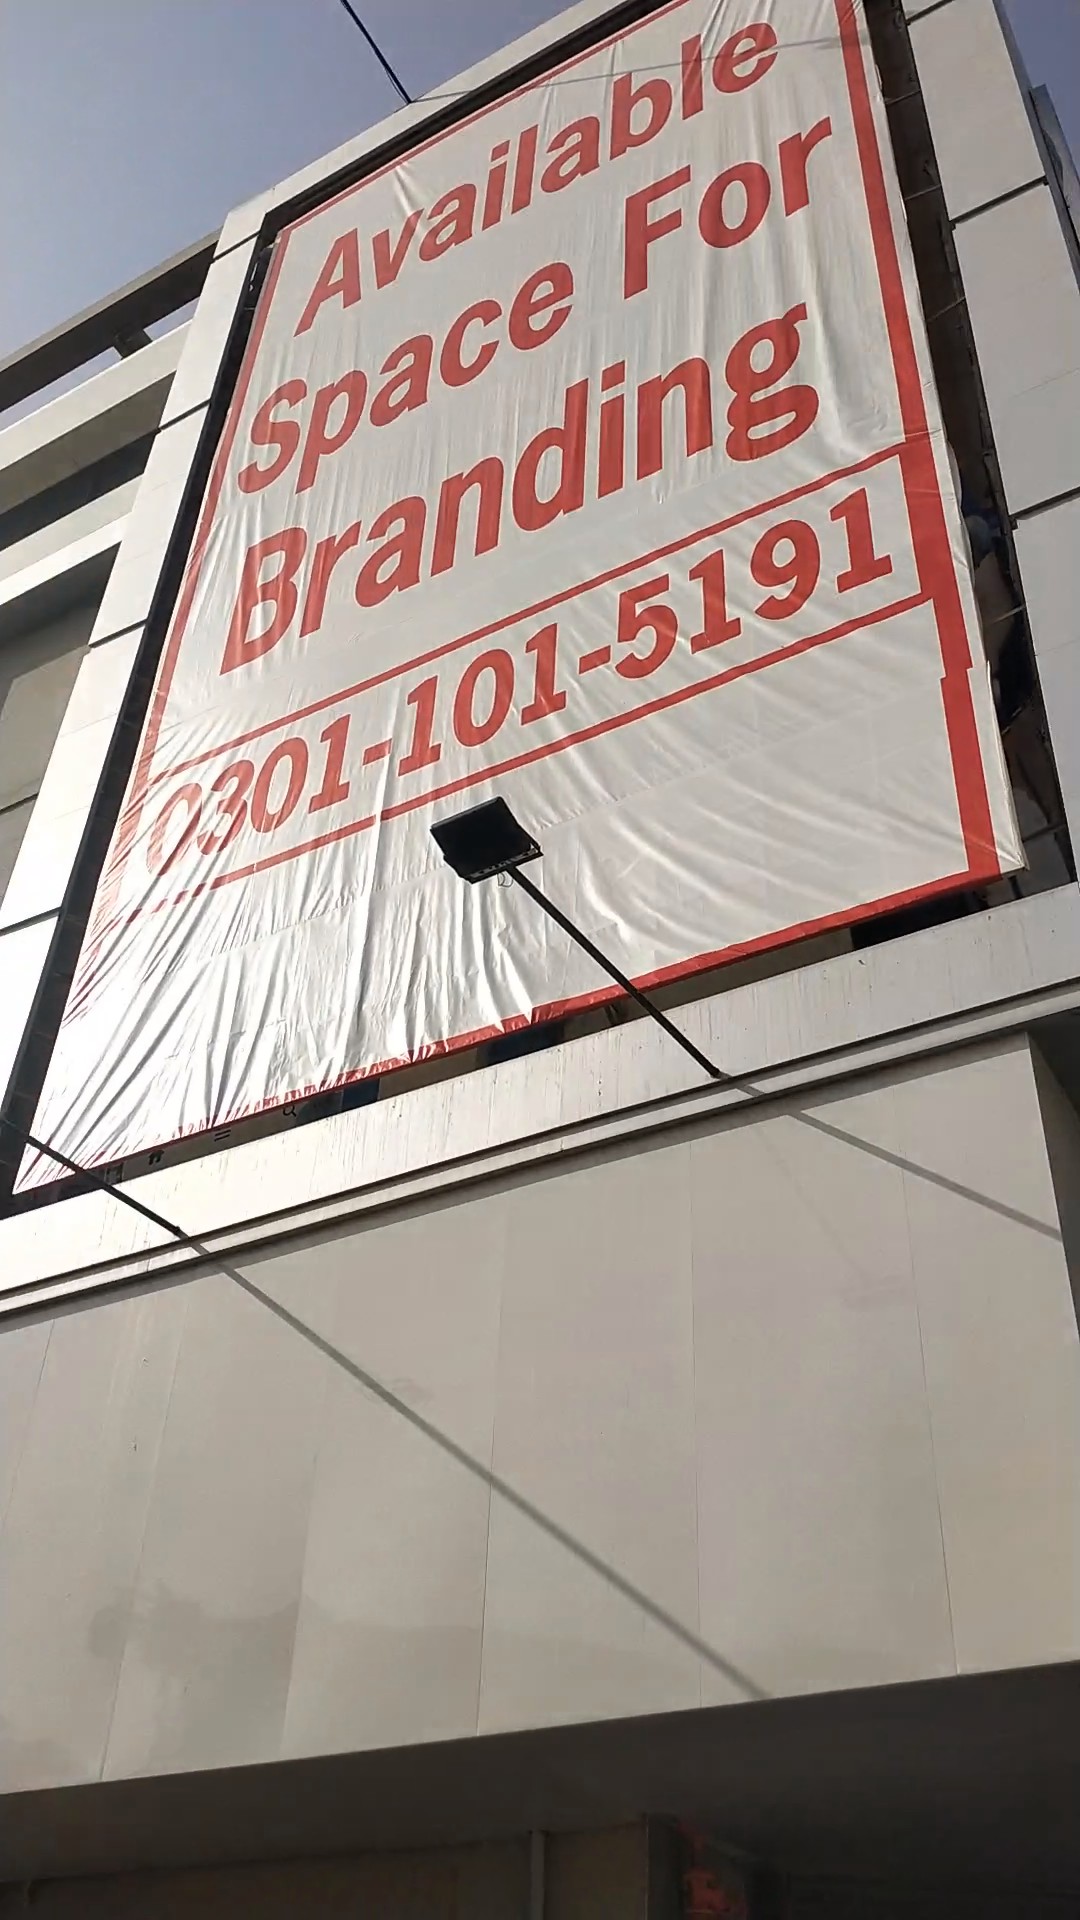 Available
Space For
Branding
0301-101-5191